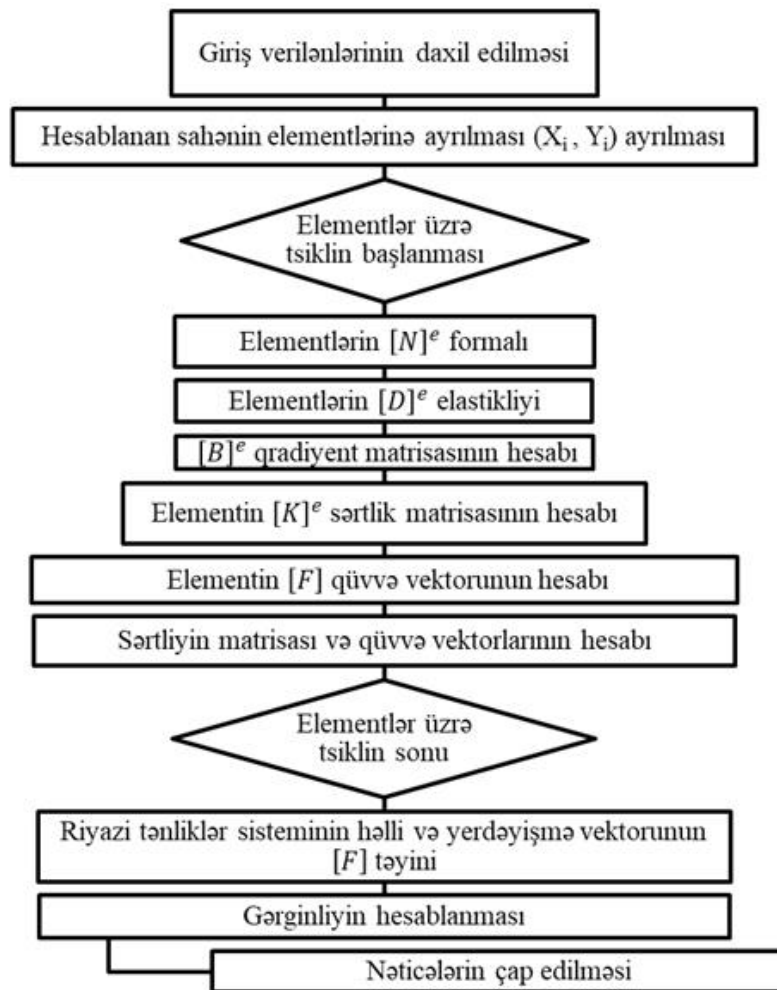 Giriş verilənlərinin daxil edilməsi
Hesablanan sahənin elementlərinə ayrılması (Xᵢ , Yᵢ) ayrılması
Elementlər üzrə
tsiklin başlanması
Elementlərin [N]ᵉ formalı
Elementlərin [D]ᵉ elastikliyi
[B]ᵉ qradiyent matrisasının hesabı
Elementin [K]ᵉ sərtlik matrisasının hesabı
Elementin [F] qüvvə vektorunun hesabı
Sərtliyin matrisası və qüvvə vektorlarının hesabı
Elementlər üzrə
tsiklin sonu
Riyazi tənliklər sisteminin həlli və yerdəyişmə vektorunun
[F] təyini
Gərginliyin hesablanması
Nəticələrin çap edilməsi